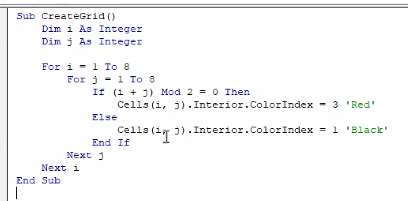 Sub CreateGrid()
Dim i As Integer
Dim j As Integer
For i = 1 To 8
For j = 1 To 8
If (i + j) Mod 2 = 0 Then
Cells(i, j).Interior.ColorIndex = 3 'Red'
Else
Cells(i, j).Interior.ColorIndex = 1 'Black'
End If
Next j
Next i
End Sub